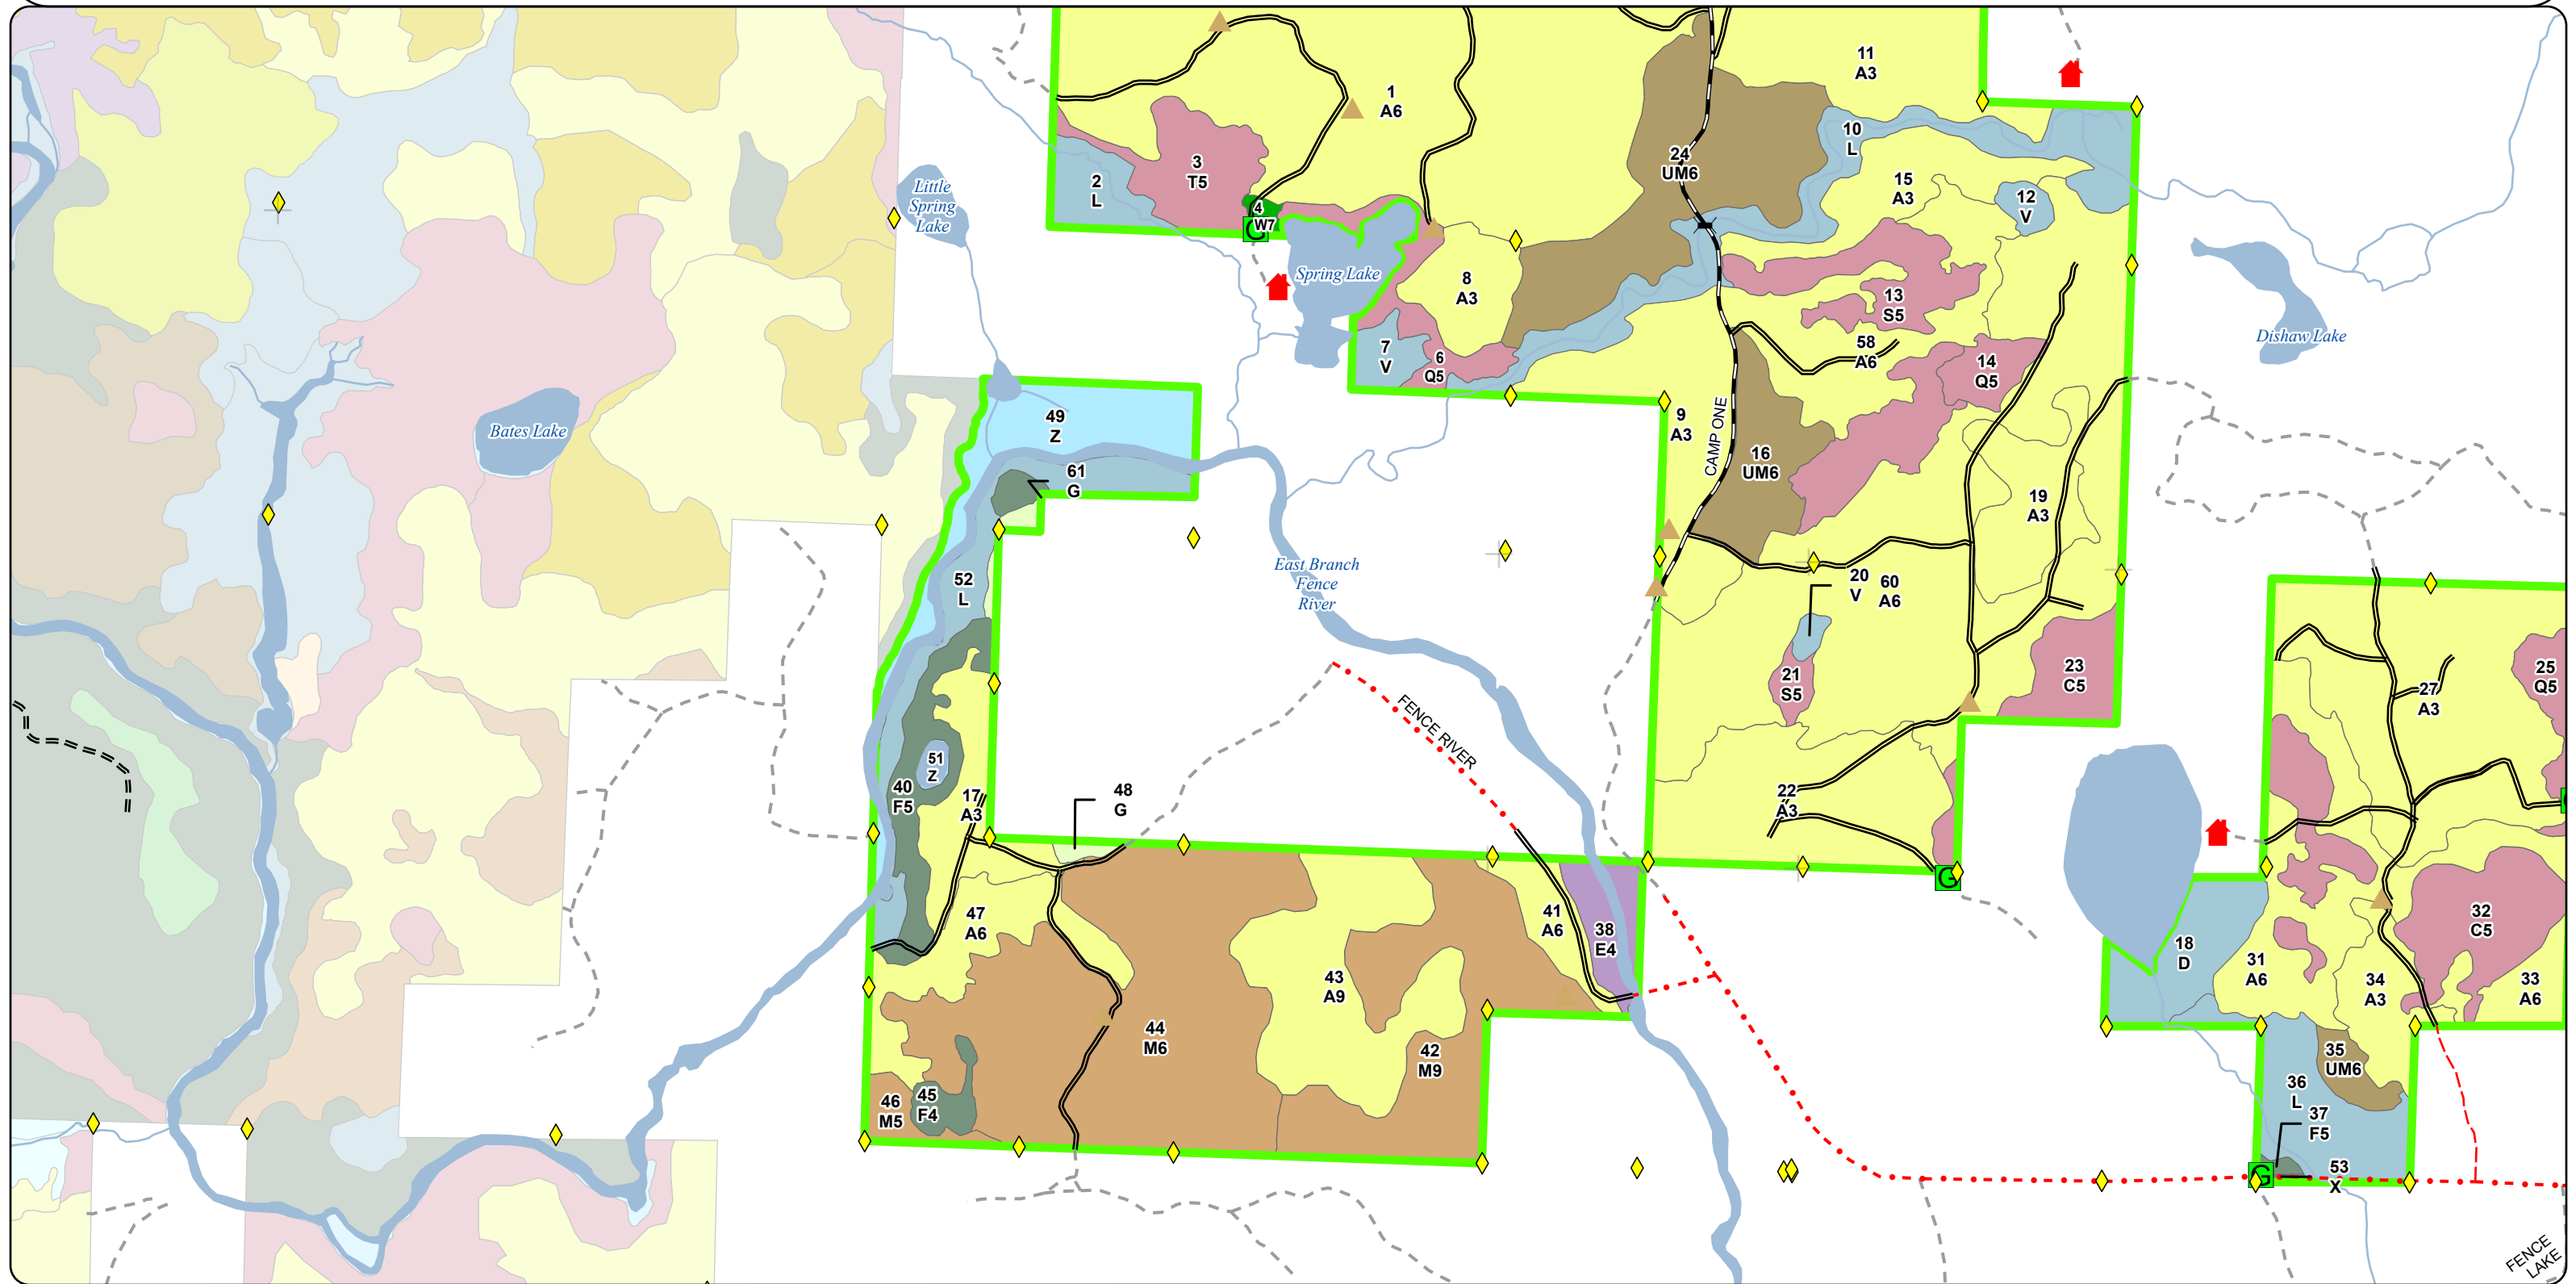 11
A3
1
A6
10
L
24
UM6
3
T5
2
L
15
A3
12
V
4
W7
G
Little
Spring
Lake
Spring Lake
8
A3
13
S5
Dishaw Lake
7
V
6
Q5
58
A6
14
Q5
49
Z
9
A3
CAMP ONE
Bates Lake
16
UM6
61
G
19
A3
East Branch
Fence
River
52
L
20
V
60
A6
21
S5
23
C5
25
Q5
27
A3
FENCE RIVER
51
Z
40
F5
17
A3
48
G
22
A3
G
47
A6
41
A6
38
E4
43
A9
18
D
31
A6
34
A3
32
C5
33
A6
44
M6
42
M9
35
UM6
46
M5
45
F4
36
L
37
F5
G
53
X
FENCE
LAKE